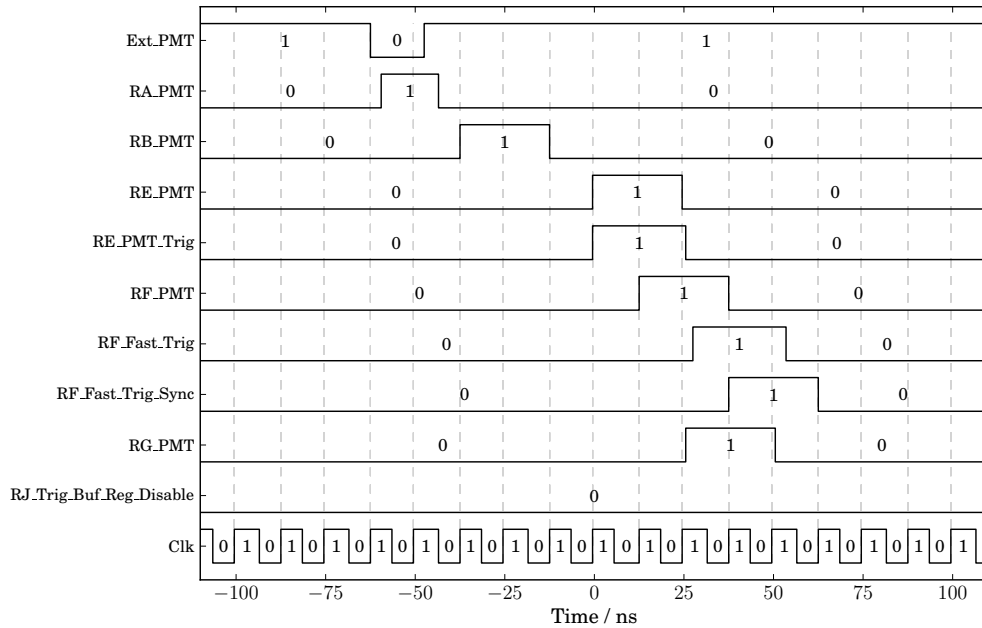 Ext_PMT 1 0 1
RA_PMT 0 1 0
RB_PMT 0 1 0
RE_PMT 0 1 0
RE_PMT_Trig 0 1 0
RF_PMT 0 1 0
RF_Fast_Trig 0 1 0
RF_Fast_Trig_Sync 0 1 0
RG_PMT 0 1 0
RJ_Trig_Buf_Reg_Disable 0
Clk 0 1 0 1 0 1 0 1 0 1 0 1 0 1 0 1 0 1 0 1 0 1 0 1 0 1 0 1 0 1 0 1 0 1
−100 −75 −50 −25 0 25 50 75 100
Time / ns